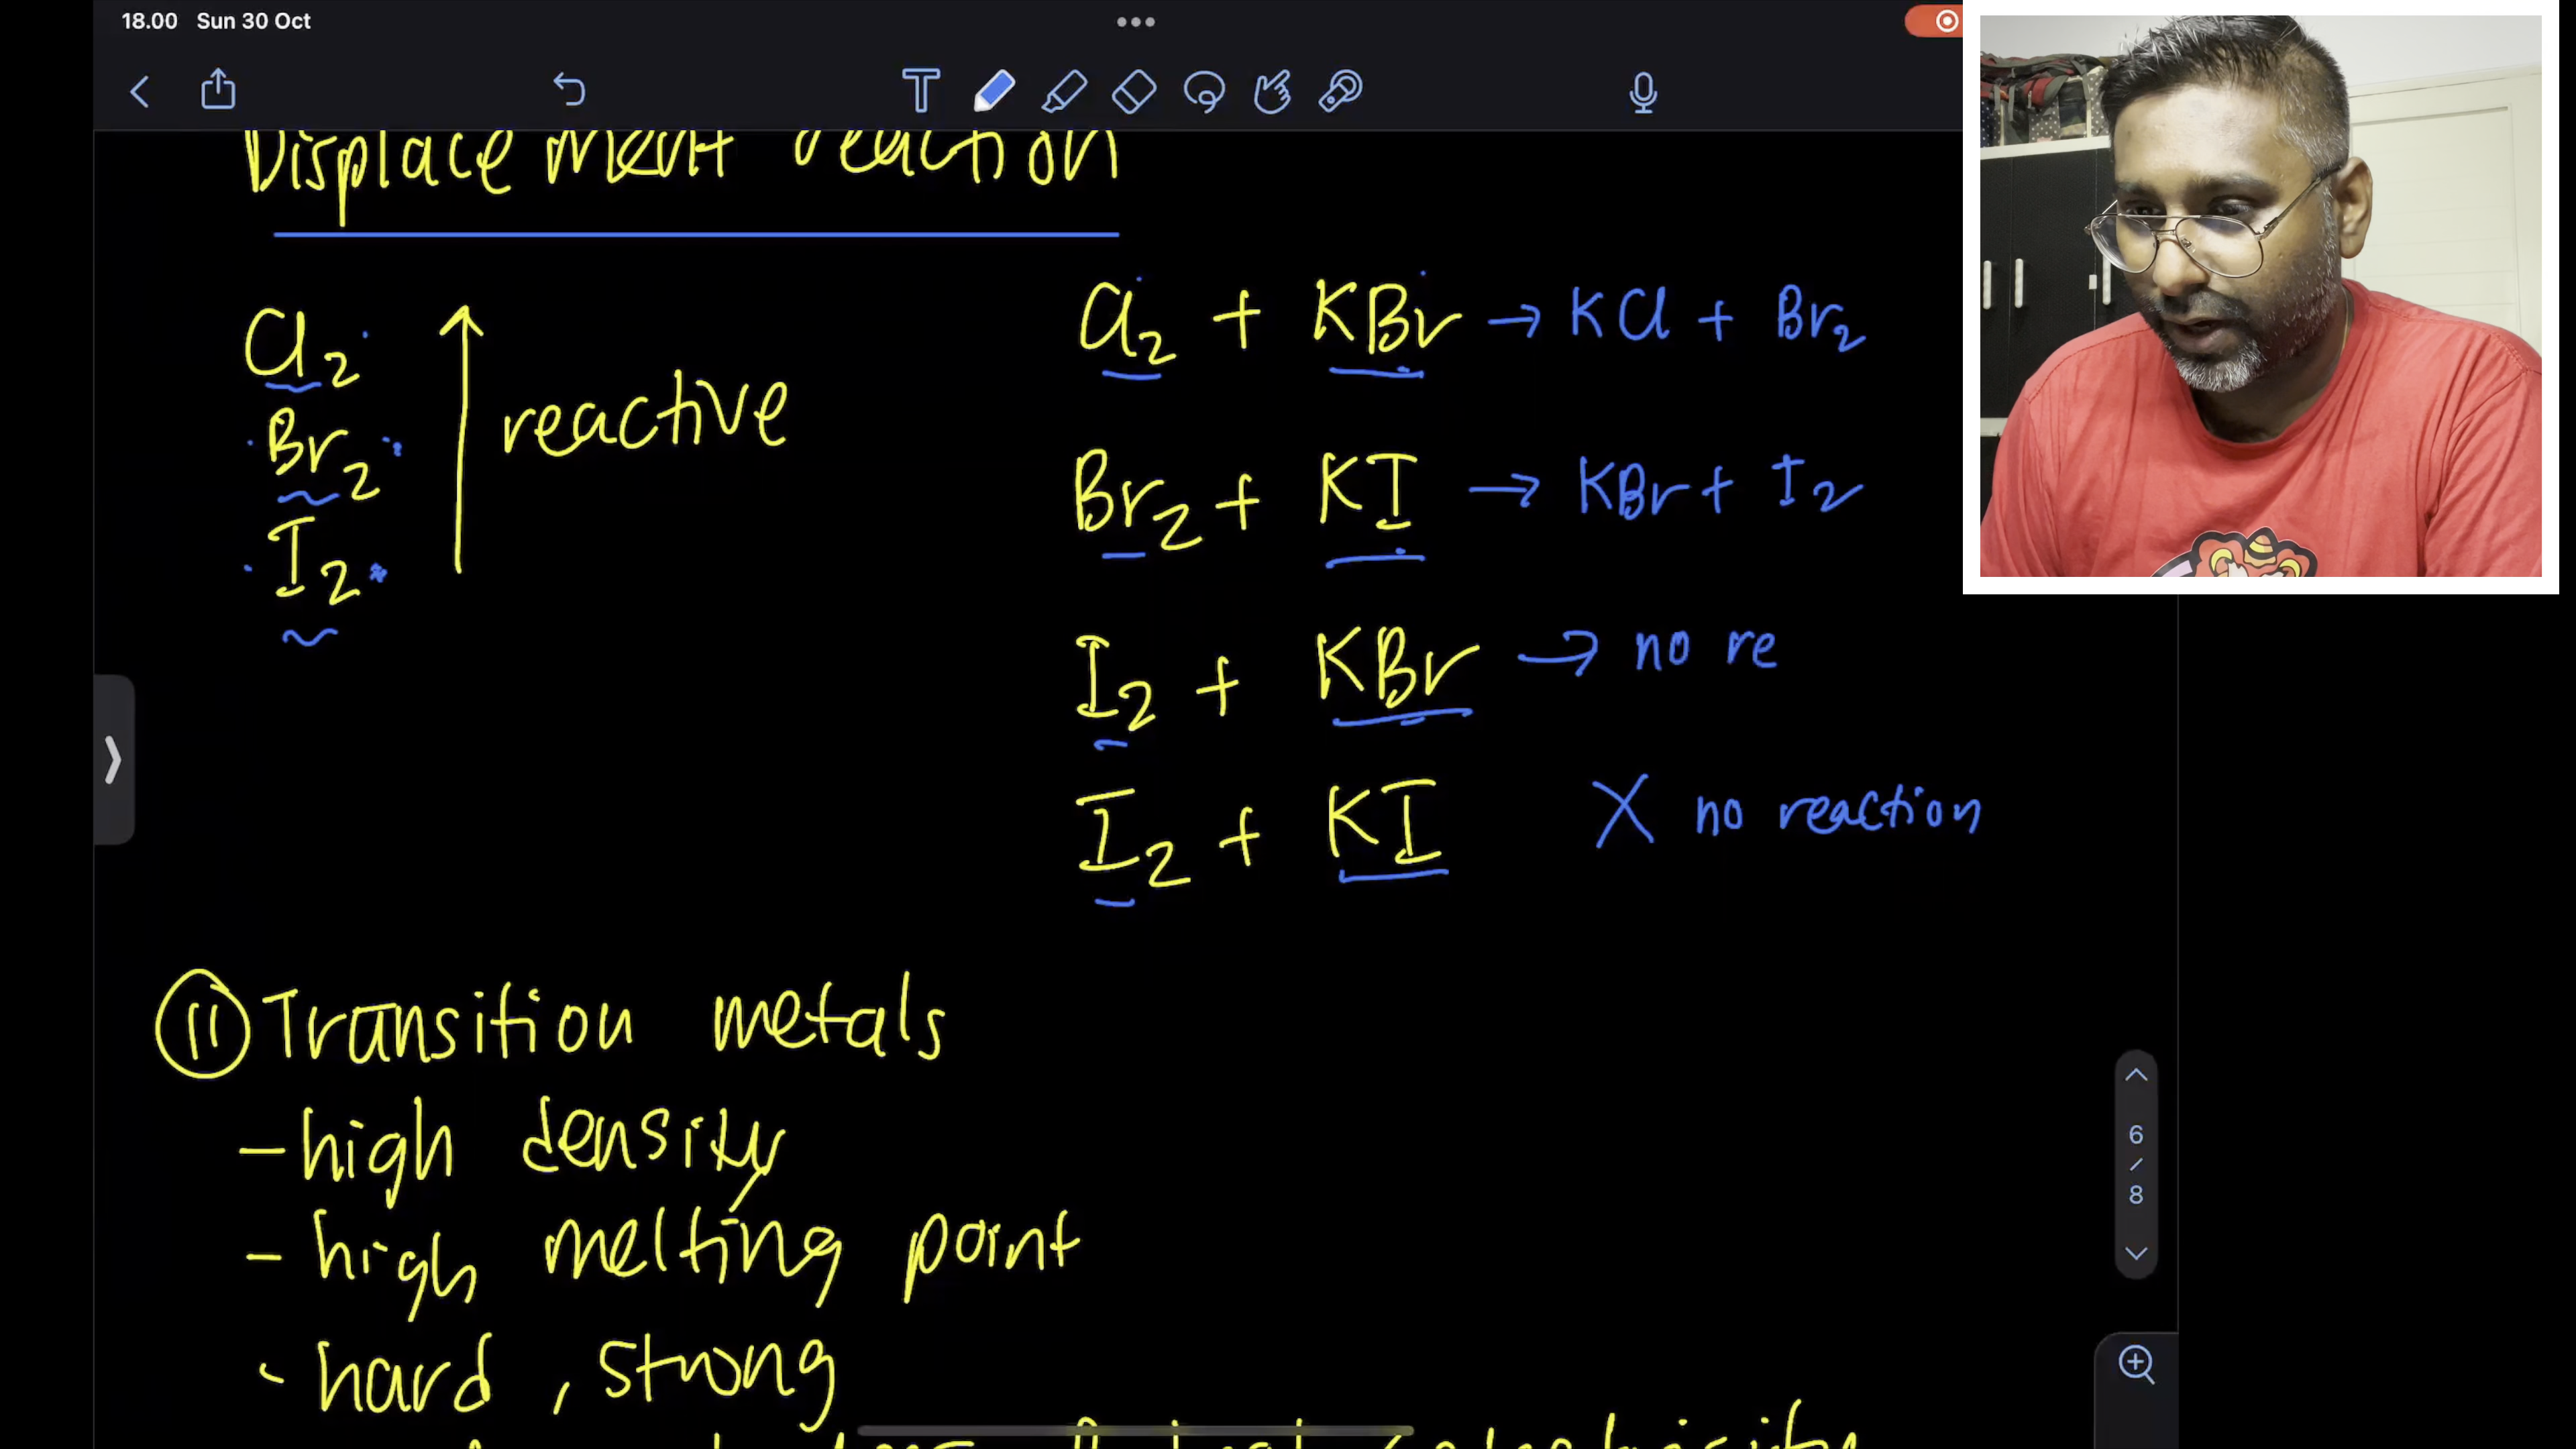 18.00 Sun 30 Oct
Displacement reaction
Cl2
Br2
I2
reactive
Cl2 + KBr → KCl + Br2
Br2 + KI → KBr + I2
I2 + KBr → no re
I2 + KI X no reaction
11 Transition metals
- high density
- high melting point
- hard, strong
6
/
8